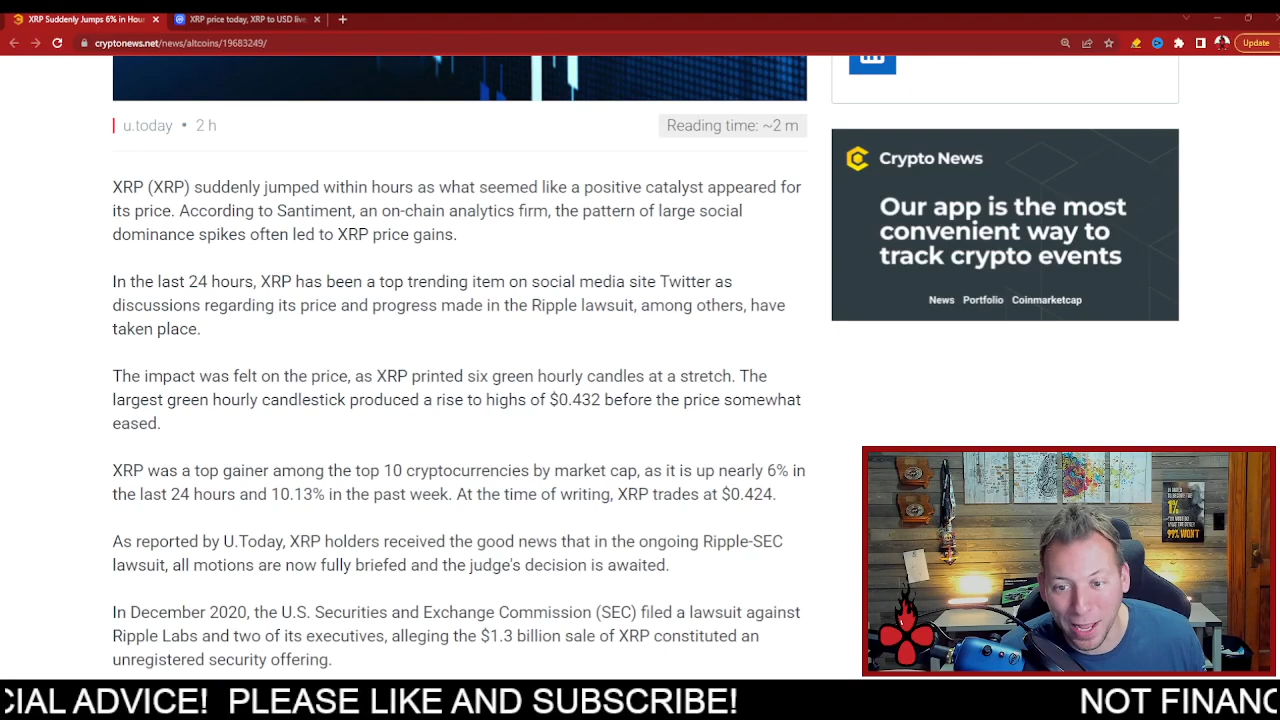 XRP Suddenly Jumps 6% in Hour
XRP price today, XRP to USD live,
cryptonews.net/news/altcoins/19683249/
Update
u.today • 2 h
Reading time: ~2 m
XRP (XRP) suddenly jumped within hours as what seemed like a positive catalyst appeared for
its price. According to Santiment, an on-chain analytics firm, the pattern of large social
dominance spikes often led to XRP price gains.
In the last 24 hours, XRP has been a top trending item on social media site Twitter as
discussions regarding its price and progress made in the Ripple lawsuit, among others, have
taken place.
The impact was felt on the price, as XRP printed six green hourly candles at a stretch. The
largest green hourly candlestick produced a rise to highs of $0.432 before the price somewhat
eased.
XRP was a top gainer among the top 10 cryptocurrencies by market cap, as it is up nearly 6% in
the last 24 hours and 10.13% in the past week. At the time of writing, XRP trades at $0.424.
As reported by U.Today, XRP holders received the good news that in the ongoing Ripple-SEC
lawsuit, all motions are now fully briefed and the judge's decision is awaited.
In December 2020, the U.S. Securities and Exchange Commission (SEC) filed a lawsuit against
Ripple Labs and two of its executives, alleging the $1.3 billion sale of XRP constituted an
unregistered security offering.
Crypto News
Our app is the most
convenient way to
track crypto events
News Portfolio Coinmarketcap
1%
99% WON'T
CIAL ADVICE! PLEASE LIKE AND SUBSCRIBE!
NOT FINANC